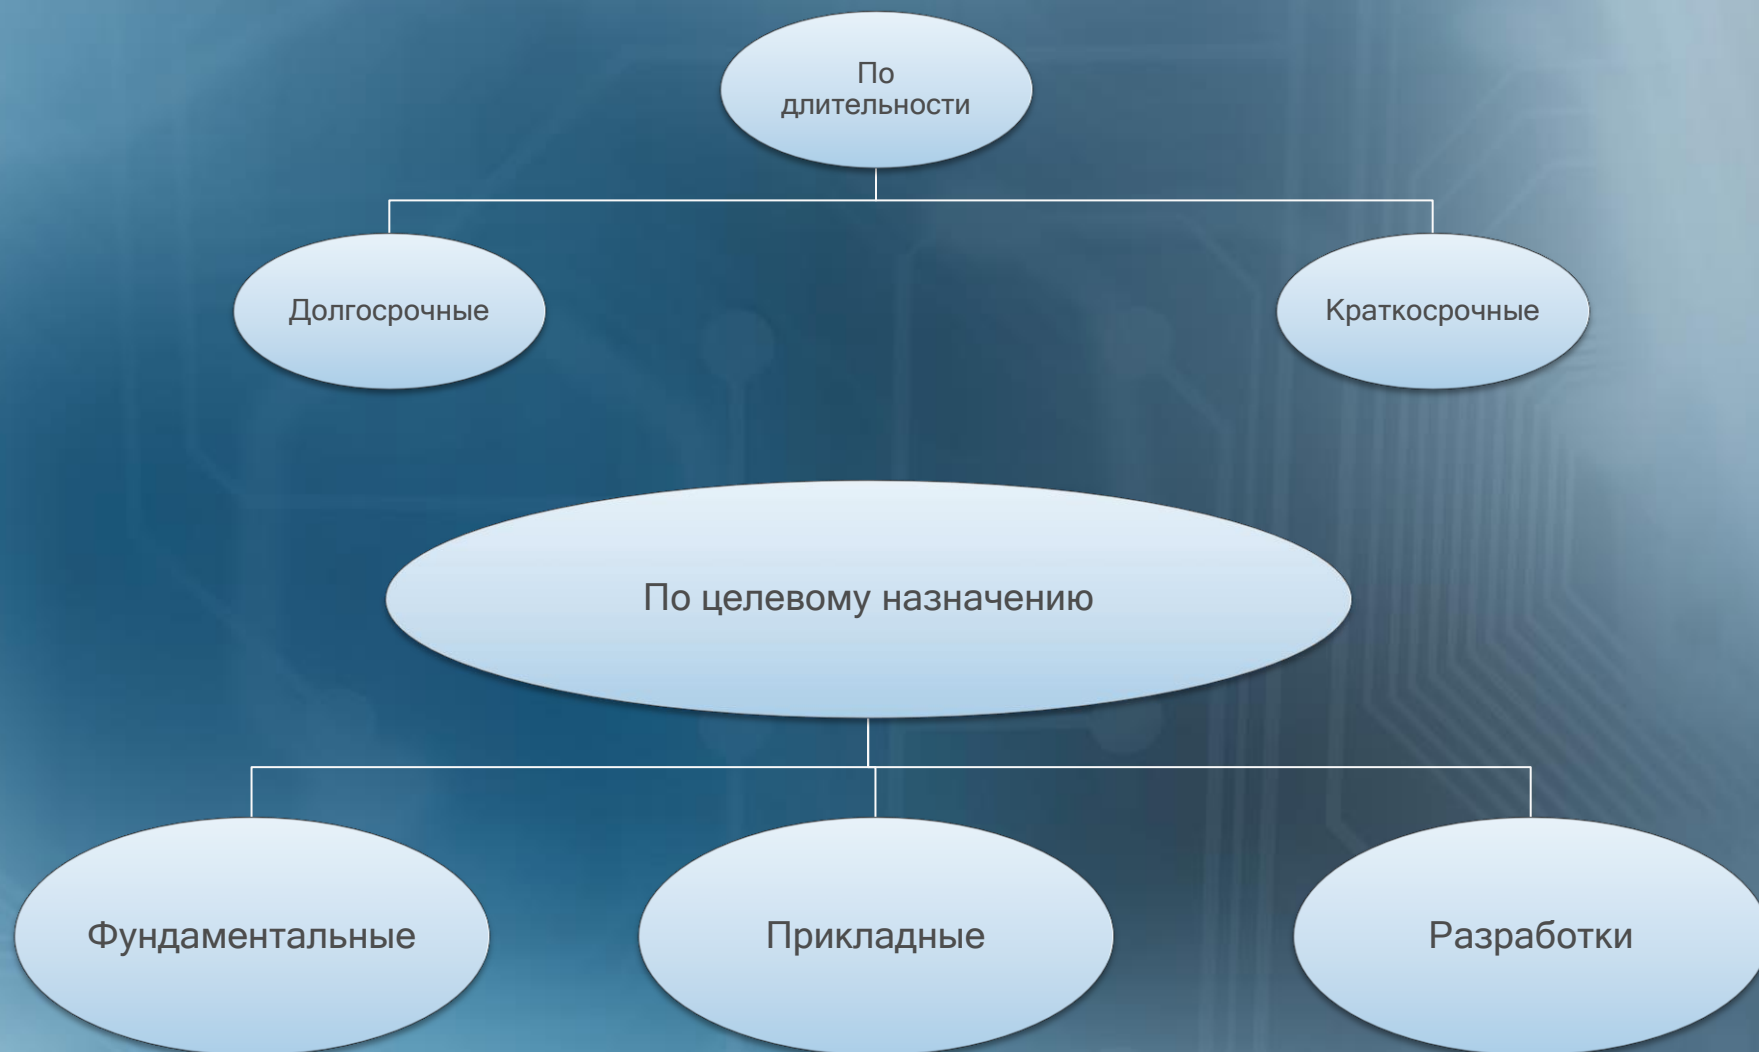 По
длительности
Долгосрочные
Краткосрочные
По целевому назначению
Фундаментальные
Прикладные
Разработки